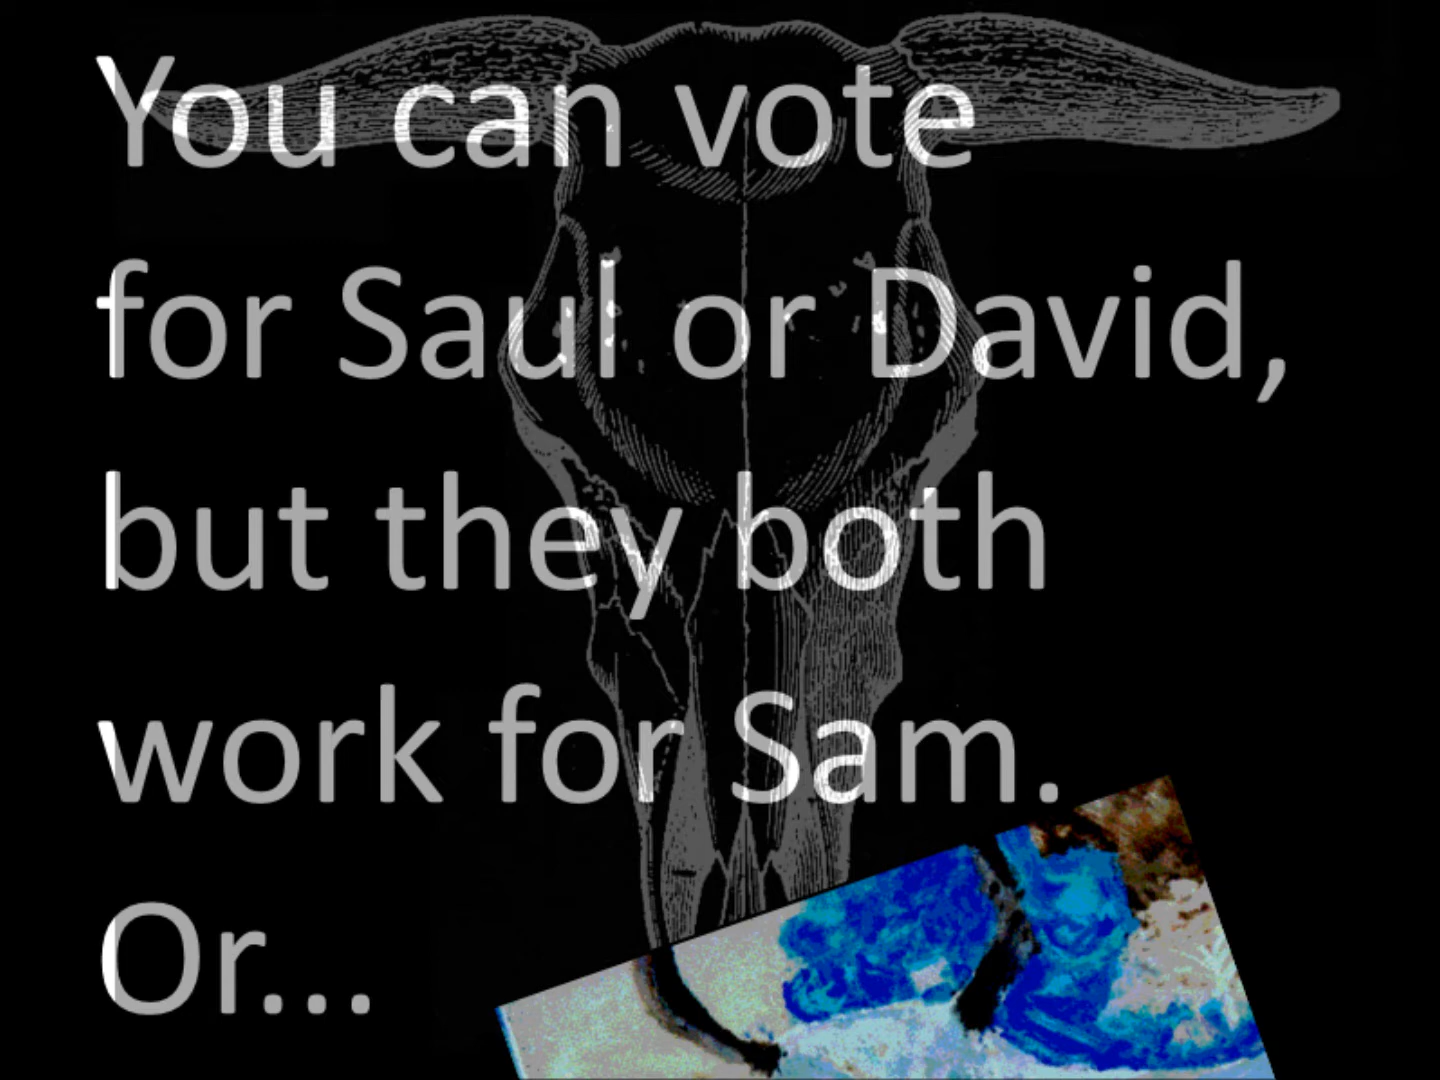 You can vote
for Saul or David,
but they both
work for Sam.
Or...